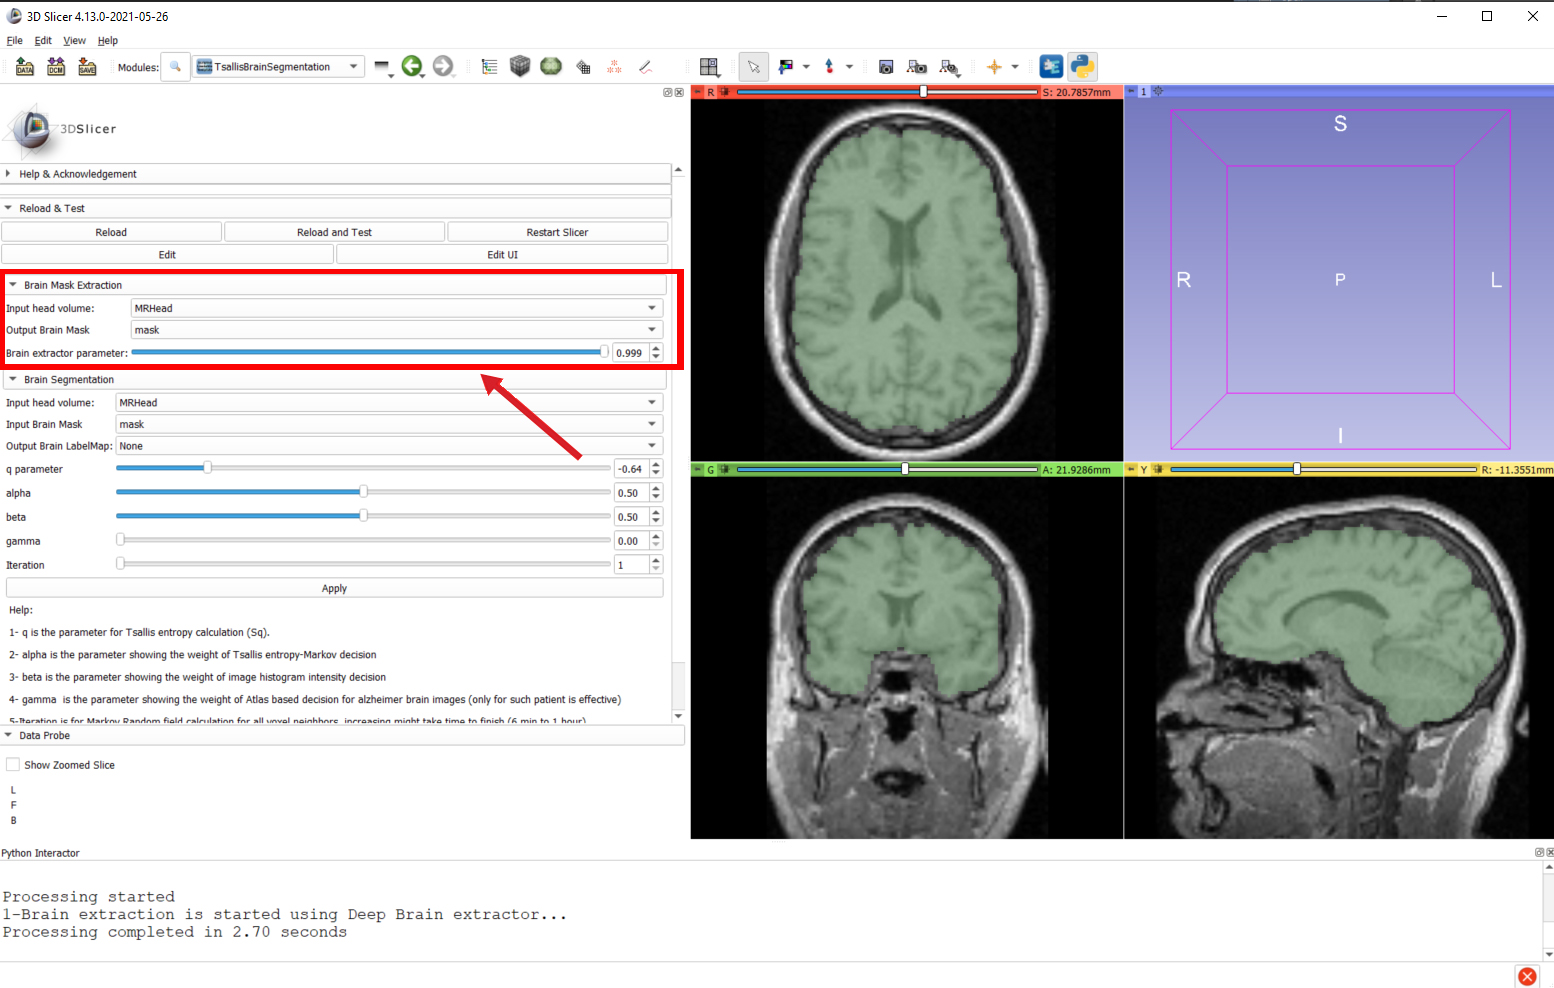 3D Slicer 4.13.0-2021-05-26
File Edit View Help
DATA DCM SAVE Modules: TsallisBrainSegmentation
R S: 20.7857mm
1
3DSlicer
Help & Acknowledgement
Reload & Test
Reload Reload and Test Restart Slicer
Edit Edit UI
Brain Mask Extraction
Input head volume: MRHead
Output Brain Mask mask
Brain extractor parameter: 0.999
Brain Segmentation
Input head volume: MRHead
Input Brain Mask mask
Output Brain LabelMap: None
q parameter -0.64
alpha 0.50
beta 0.50
gamma 0.00
Iteration 1
Apply
Help:
1- q is the parameter for Tsallis entropy calculation (Sq).
2- alpha is the parameter showing the weight of Tsallis entropy-Markov decision
3- beta is the parameter showing the weight of image histogram intensity decision
4- gamma is the parameter showing the weight of Atlas based decision for alzheimer brain images (only for such patient is effective)
5-Iteration is for Markov Random field calculation for all voxel neighbors, increasing might take time to finish (6 min to 1 hour)
Data Probe
Show Zoomed Slice
L
F
B
S
R P L
I
G A: 21.9286mm
Y R: -11.3551mm
Python Interactor
Processing started
1-Brain extraction is started using Deep Brain extractor...
Processing completed in 2.70 seconds